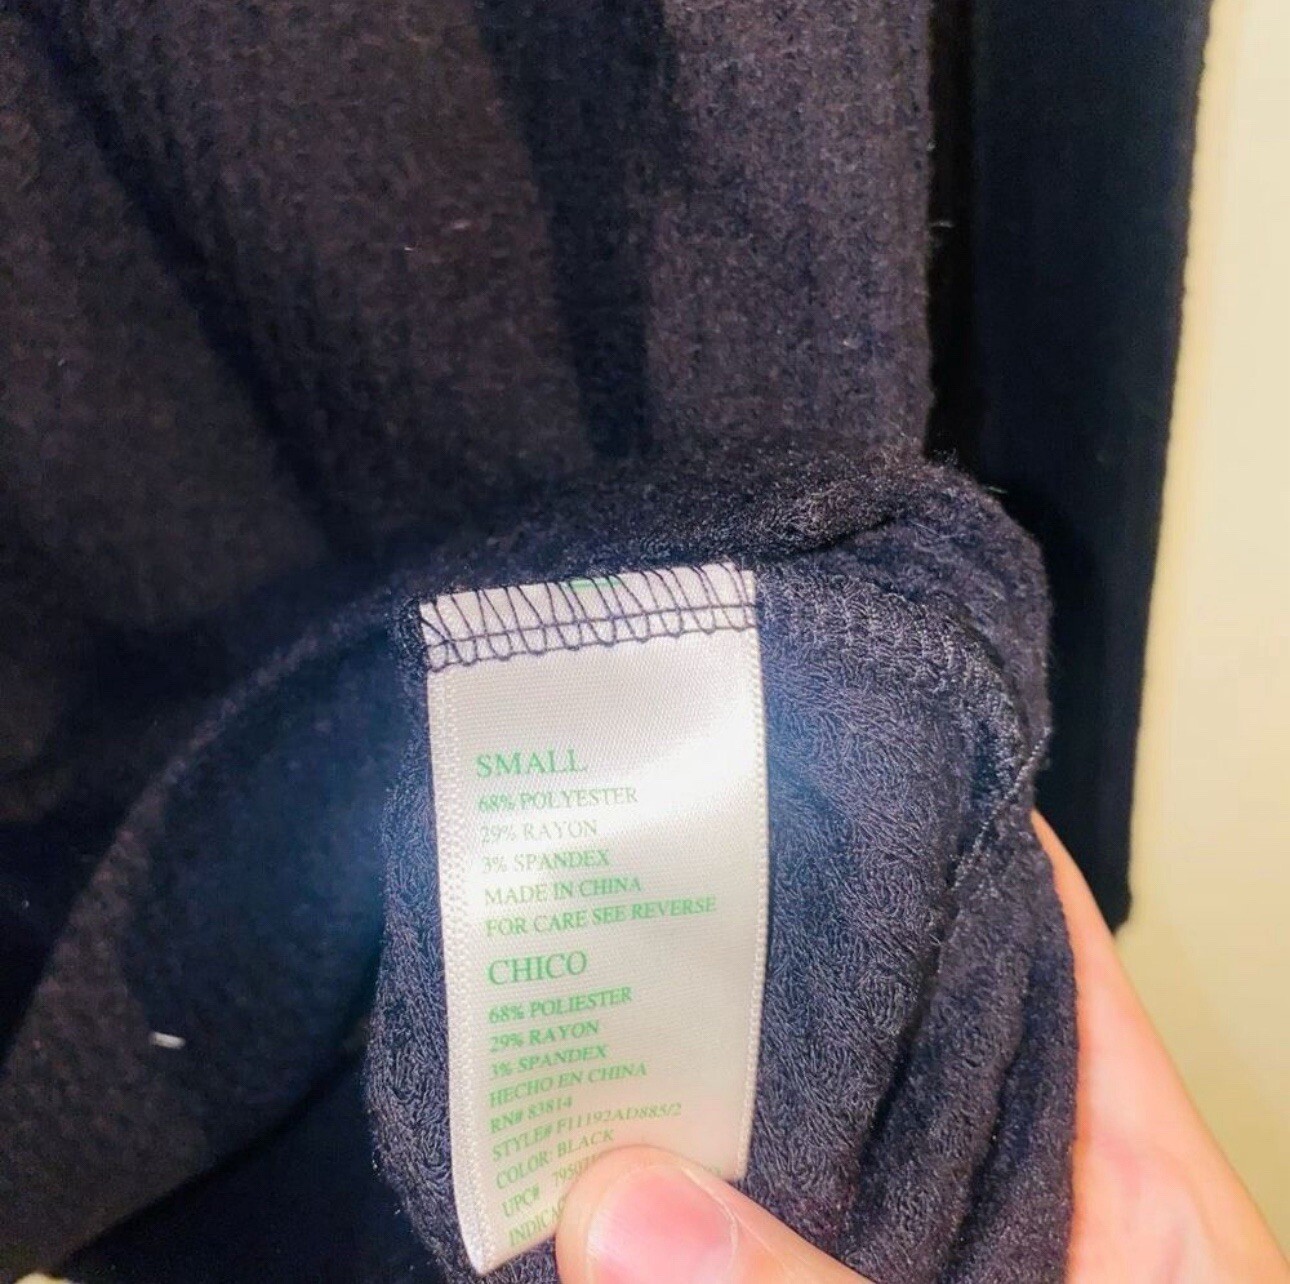 SMALL
68% POLYESTER
29% RAYON
3% SPANDEX
MADE IN CHINA
FOR CARE SEE REVERSE
CHICO
68% POLIESTER
29% RAYON
3% SPANDEX
HECHO EN CHINA
RN# 83814
STYLE# F11192AD885/2
COLOR: BLACK
UPC#